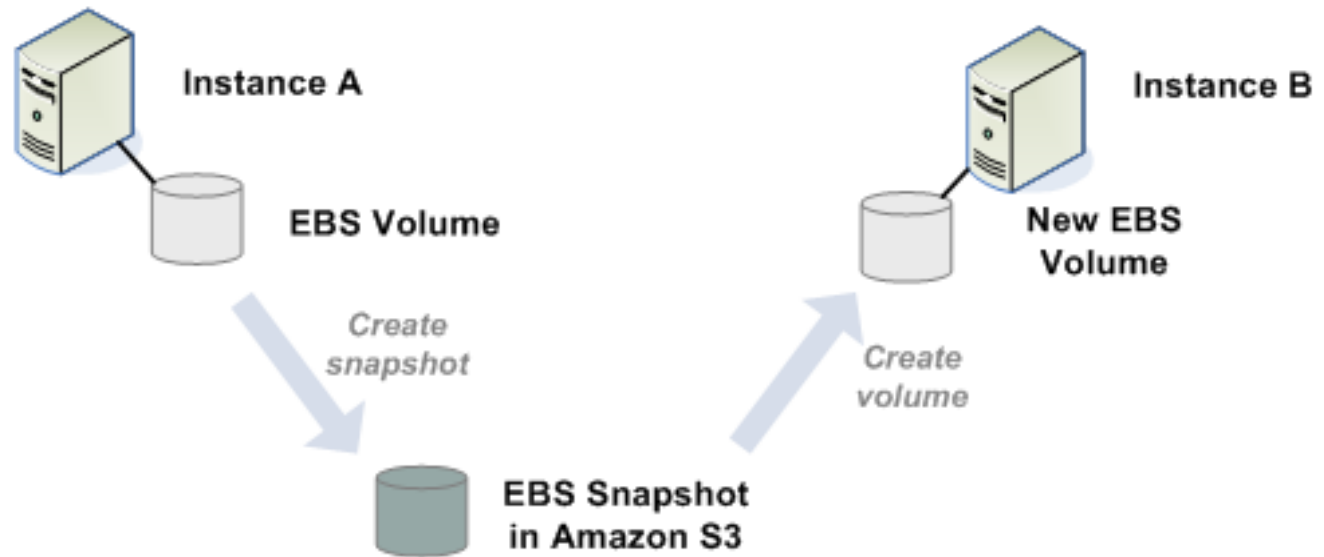 Instance A
Instance B
EBS Volume
New EBS
Volume
Create
snapshot
Create
volume
EBS Snapshot
in Amazon S3